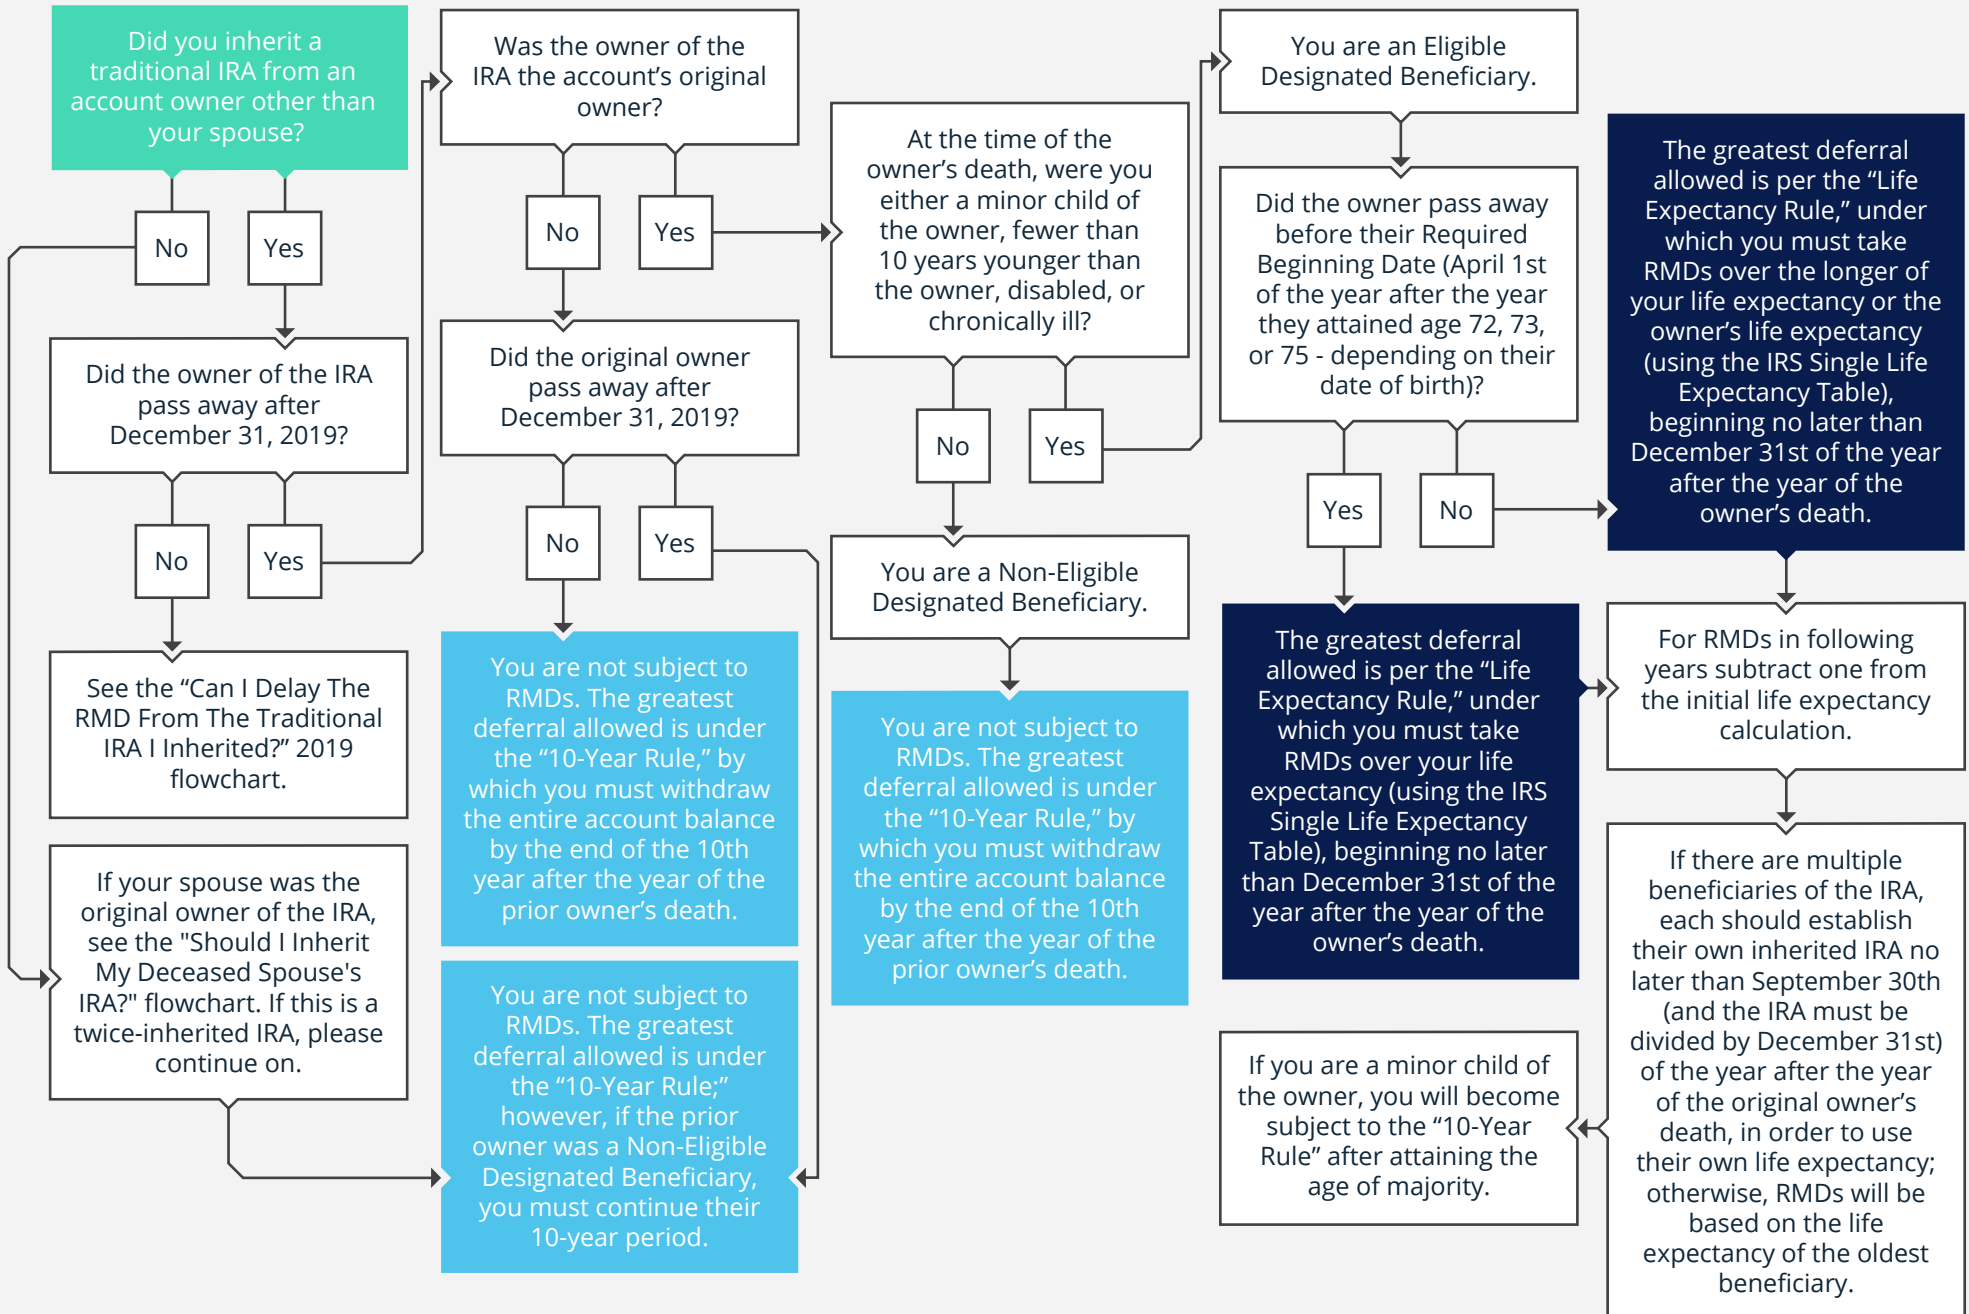 Did you inherit a
traditional IRA from an
account owner other than
your spouse?
No
Yes
Did the owner of the IRA
pass away after
December 31, 2019?
No
Yes
See the “Can I Delay The
RMD From The Traditional
IRA I Inherited?” 2019
flowchart.
If your spouse was the
original owner of the IRA,
see the "Should I Inherit
My Deceased Spouse's
IRA?" flowchart. If this is a
twice-inherited IRA, please
continue on.
Was the owner of the
IRA the account’s original
owner?
No
Yes
Did the original owner
pass away after
December 31, 2019?
No
Yes
You are not subject to
RMDs. The greatest
deferral allowed is under
the “10-Year Rule,” by
which you must withdraw
the entire account balance
by the end of the 10th
year after the year of the
prior owner’s death.
You are not subject to
RMDs. The greatest
deferral allowed is under
the “10-Year Rule;”
however, if the prior
owner was a Non-Eligible
Designated Beneficiary,
you must continue their
10-year period.
At the time of the
owner’s death, were you
either a minor child of
the owner, fewer than
10 years younger than
the owner, disabled, or
chronically ill?
No
Yes
You are a Non-Eligible
Designated Beneficiary.
You are not subject to
RMDs. The greatest
deferral allowed is under
the “10-Year Rule,” by
which you must withdraw
the entire account balance
by the end of the 10th
year after the year of the
prior owner’s death.
You are an Eligible
Designated Beneficiary.
Did the owner pass away
before their Required
Beginning Date (April 1st
of the year after the year
they attained age 72, 73,
or 75 - depending on their
date of birth)?
Yes
No
The greatest deferral
allowed is per the “Life
Expectancy Rule,” under
which you must take
RMDs over your life
expectancy (using the IRS
Single Life Expectancy
Table), beginning no later
than December 31st of the
year after the year of the
owner’s death.
The greatest deferral
allowed is per the “Life
Expectancy Rule,” under
which you must take
RMDs over the longer of
your life expectancy or the
owner’s life expectancy
(using the IRS Single Life
Expectancy Table),
beginning no later than
December 31st of the year
after the year of the
owner’s death.
For RMDs in following
years subtract one from
the initial life expectancy
calculation.
If there are multiple
beneficiaries of the IRA,
each should establish
their own inherited IRA no
later than September 30th
(and the IRA must be
divided by December 31st)
of the year after the year
of the original owner’s
death, in order to use
their own life expectancy;
otherwise, RMDs will be
based on the life
expectancy of the oldest
beneficiary.
If you are a minor child of
the owner, you will become
subject to the “10-Year
Rule” after attaining the
age of majority.